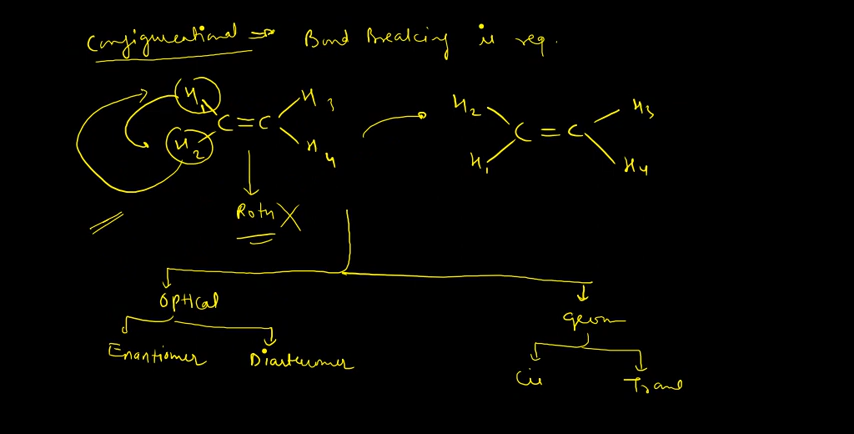 Configurational ⇒ Bond Breaking is req.
H1 H3 H2 H3
C = C C = C
H2 H4 H1 H4
Rotn X
Optical Geom
Enantiomer Diastereomer Cis Trans